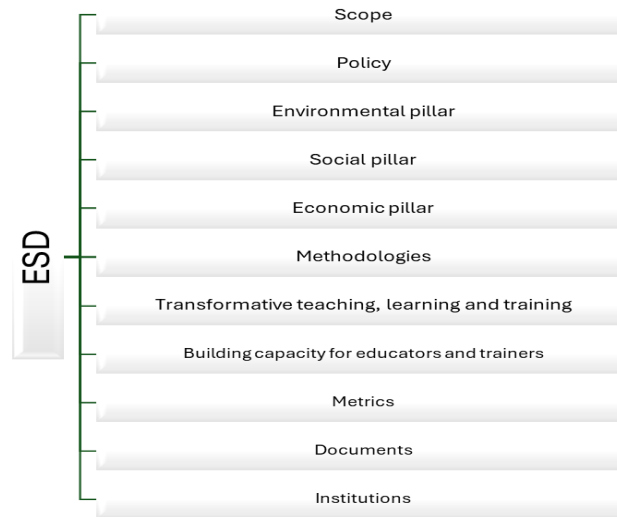 ESD
Scope
Policy
Environmental pillar
Social pillar
Economic pillar
Methodologies
Transformative teaching, learning and training
Building capacity for educators and trainers
Metrics
Documents
Institutions